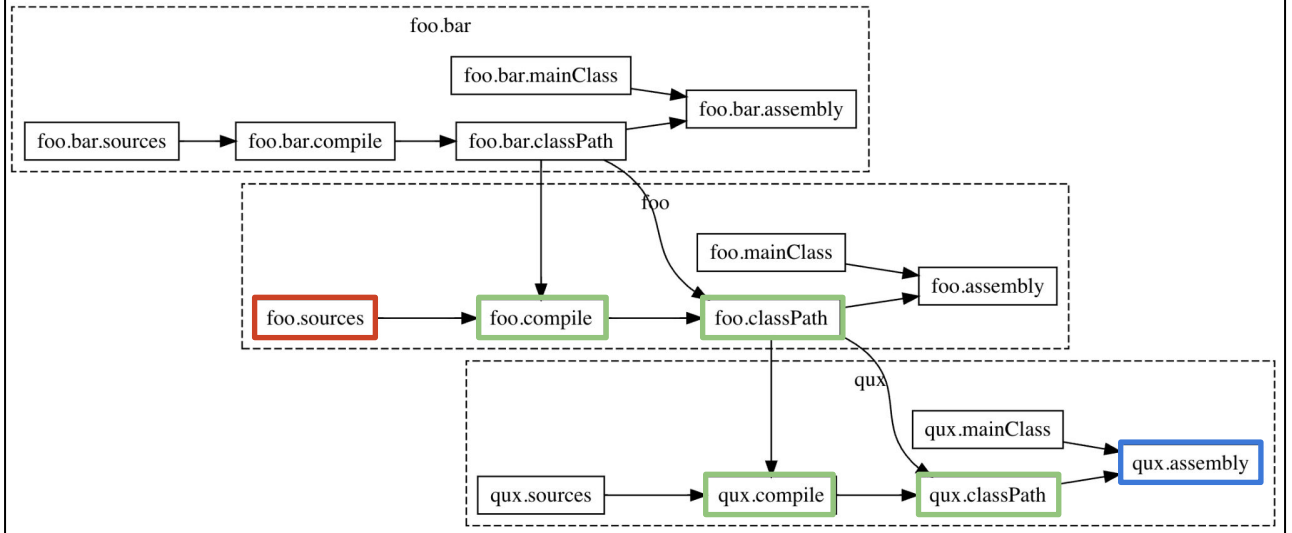 foo.bar
foo.bar.mainClass
foo.bar.assembly
foo.bar.sources
foo.bar.compile
foo.bar.classPath
foo
foo.mainClass
foo.assembly
foo.sources
foo.compile
foo.classPath
qux
qux.mainClass
qux.assembly
qux.sources
qux.compile
qux.classPath